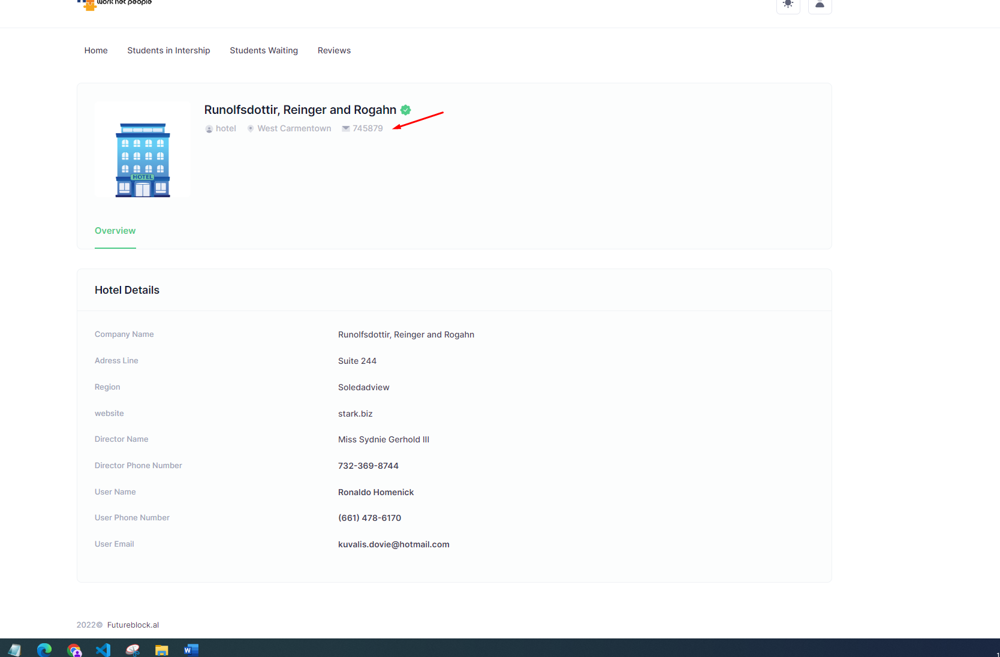 work net people
Home Students in Intership Students Waiting Reviews
Runolfsdottir, Reinger and Rogahn
hotel West Carmentown 745879
HOTEL
Overview
Hotel Details
Company Name Runolfsdottir, Reinger and Rogahn
Adress Line Suite 244
Region Soledadview
website stark.biz
Director Name Miss Sydnie Gerhold III
Director Phone Number 732-369-8744
User Name Ronaldo Homenick
User Phone Number (661) 478-6170
User Email kuvalis.dovie@hotmail.com
2022© Futureblock.al
W
1